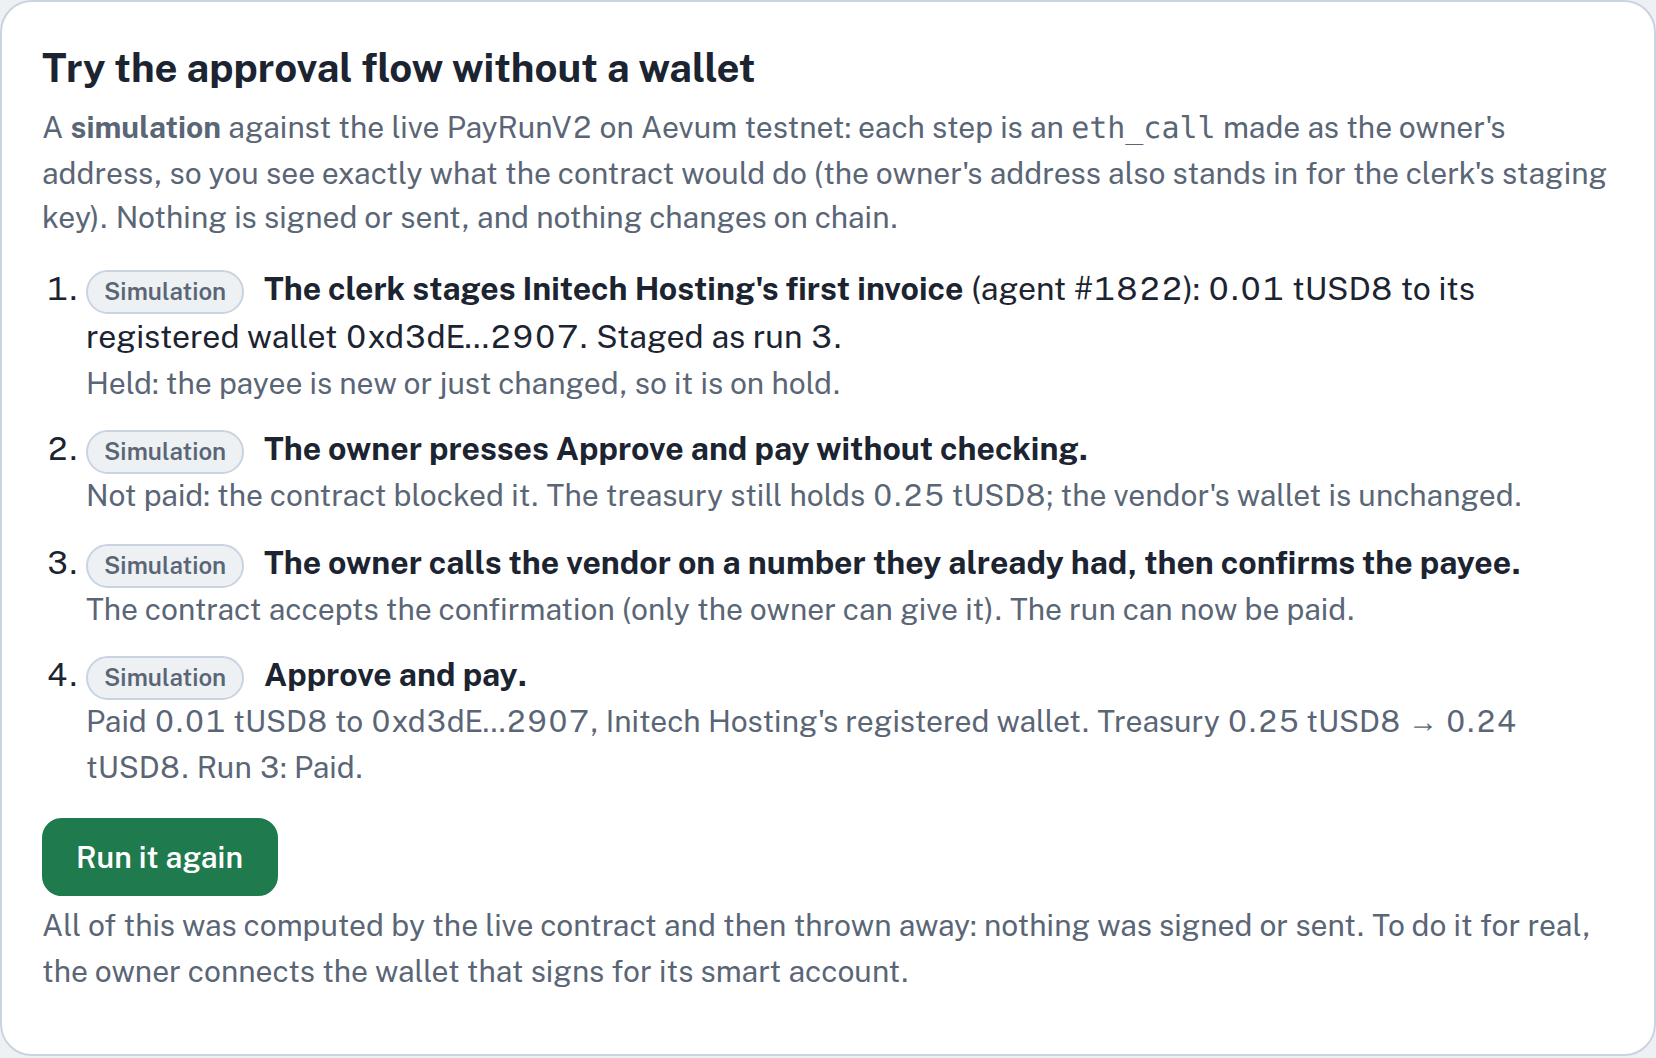 Try the approval flow without a wallet
A simulation against the live PayRunV2 on Aevum testnet: each step is an eth_call made as the owner's
address, so you see exactly what the contract would do (the owner's address also stands in for the clerk's staging
key). Nothing is signed or sent, and nothing changes on chain.
1. Simulation The clerk stages Initech Hosting's first invoice (agent #1822): 0.01 tUSD8 to its
registered wallet 0xd3dE...2907. Staged as run 3.
Held: the payee is new or just changed, so it is on hold.
2. Simulation The owner presses Approve and pay without checking.
Not paid: the contract blocked it. The treasury still holds 0.25 tUSD8; the vendor's wallet is unchanged.
3. Simulation The owner calls the vendor on a number they already had, then confirms the payee.
The contract accepts the confirmation (only the owner can give it). The run can now be paid.
4. Simulation Approve and pay.
Paid 0.01 tUSD8 to 0xd3dE...2907, Initech Hosting's registered wallet. Treasury 0.25 tUSD8 → 0.24
tUSD8. Run 3: Paid.
Run it again
All of this was computed by the live contract and then thrown away: nothing was signed or sent. To do it for real,
the owner connects the wallet that signs for its smart account.